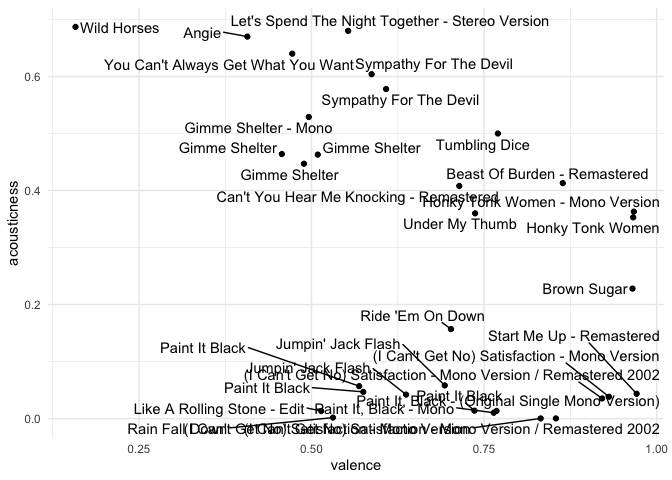 Let's Spend The Night Together - Stereo Version
Wild Horses
Angie
You Can't Always Get What You Want
Sympathy For The Devil
0.6
Sympathy For The Devil
Gimme Shelter - Mono
Tumbling Dice
Gimme Shelter
Gimme Shelter
Gimme Shelter
Beast Of Burden - Remastered
0.4
Can't You Hear Me Knocking - Remastered
Honky Tonk Women - Mono Version
Under My Thumb
Honky Tonk Women
acousticness
Brown Sugar
0.2
Ride 'Em On Down
Start Me Up - Remastered
Jumpin' Jack Flash
Paint It Black
(I Can't Get No) Satisfaction - Mono Version
Jumpin' Jack Flash
(I Can't Get No) Satisfaction - Mono Version / Remastered 2002
Paint It Black
Paint It Black
Paint It, Black - (Original Single Mono Version)
Like A Rolling Stone - Edit
Paint It, Black - Mono
0.0
Rain Fall Down
(I Can't Get No) Satisfaction - Mono Version
Mono Version / Remastered 2002
0.25
0.50
0.75
1.00
valence